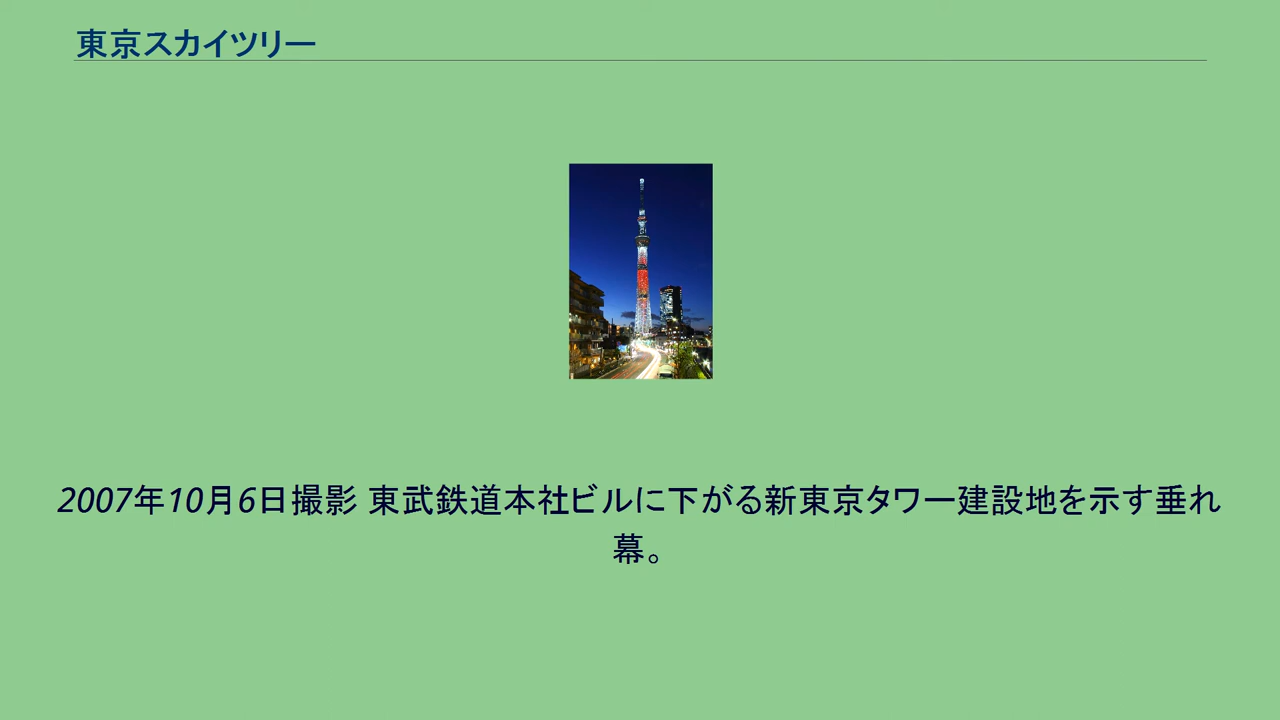 東京スカイツリー
2007年10月6日撮影 東武鉄道本社ビルに下がる新東京タワー建設地を示す垂れ
幕。